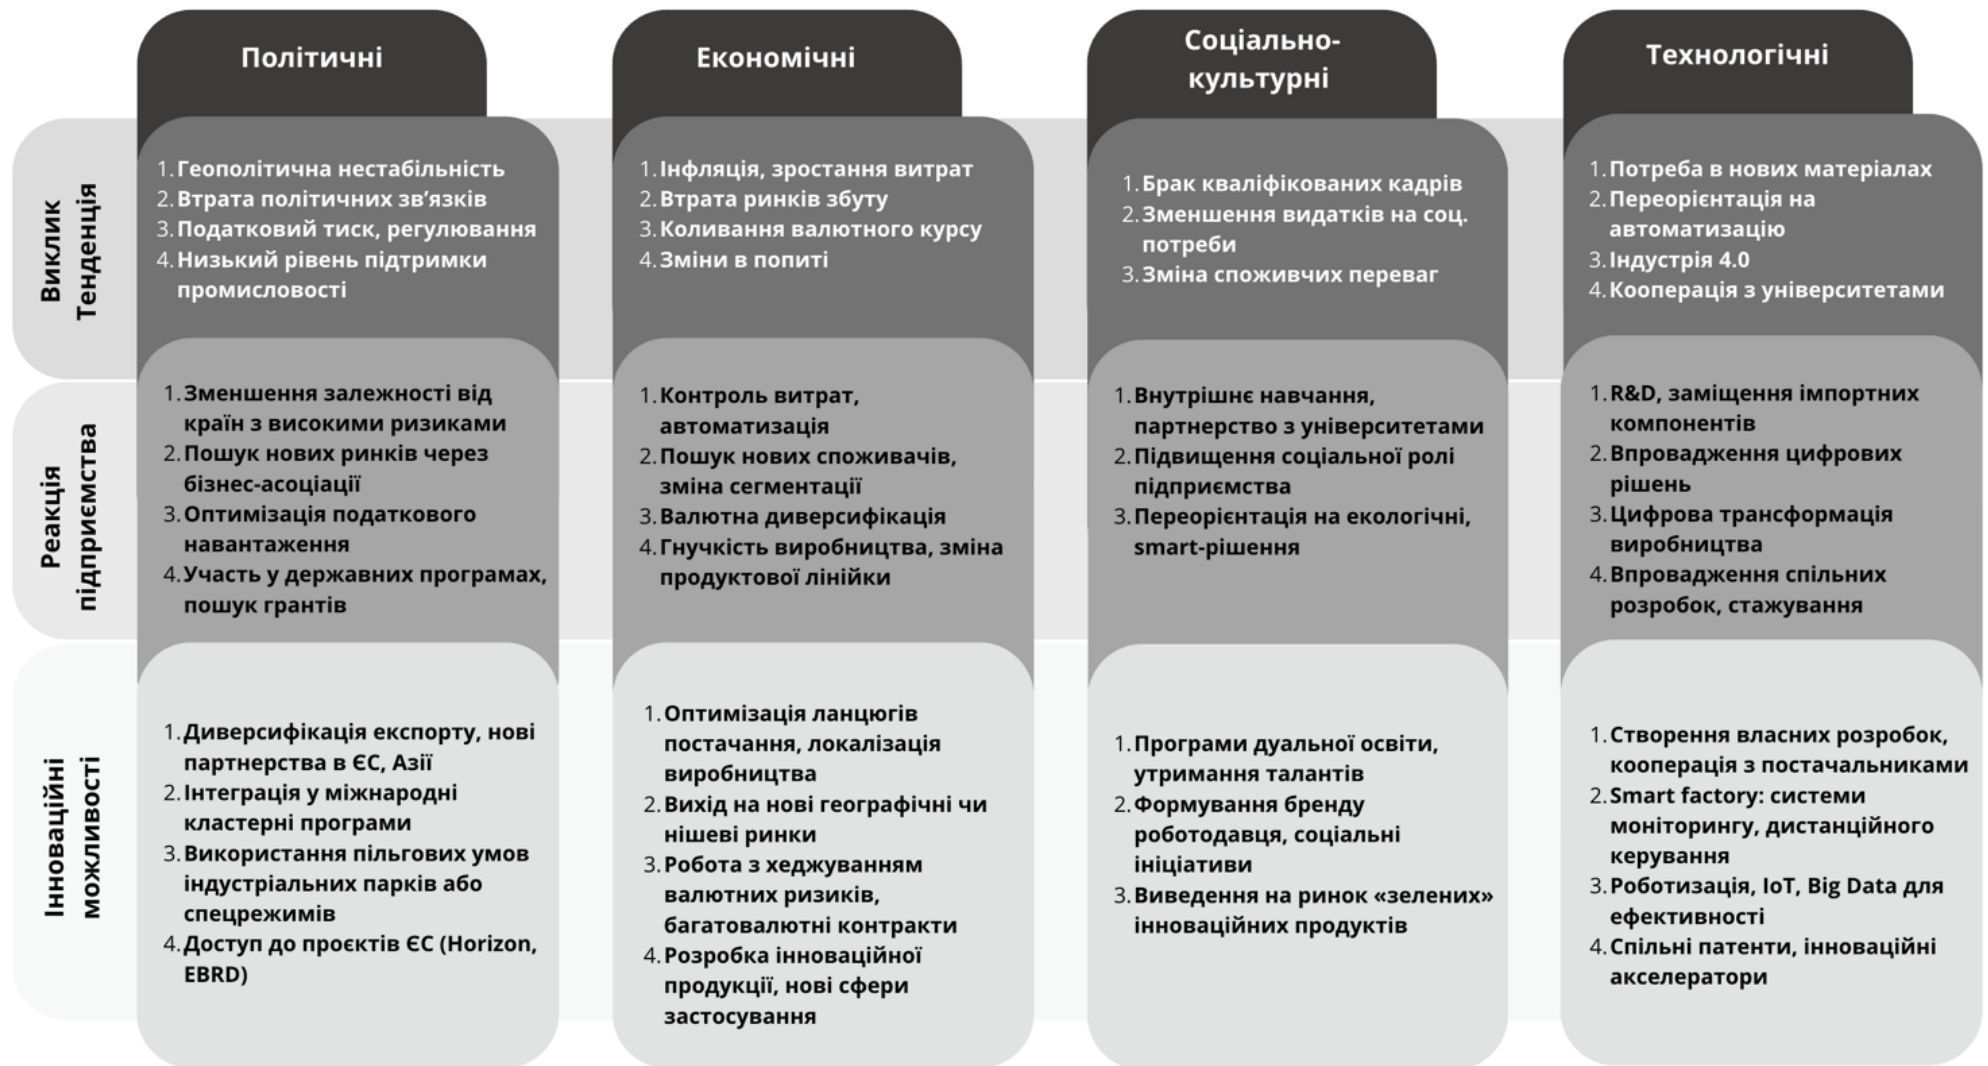 Політичні
Економічні
Соціально-
культурні
Технологічні
Виклик
Тенденція
1. Геополітична нестабільність
2. Втрата політичних зв’язків
3. Податковий тиск, регулювання
4. Низький рівень підтримки
промисловості
1. Інфляція, зростання витрат
2. Втрата ринків збуту
3. Коливання валютного курсу
4. Зміни в попиті
1. Брак кваліфікованих кадрів
2. Зменшення видатків на соц.
потреби
3. Зміна споживчих переваг
1. Потреба в нових матеріалах
2. Переорієнтація на
автоматизацію
3. Індустрія 4.0
4. Кооперація з університетами
Реакція
підприємства
1. Зменшення залежності від
країн з високими ризиками
2. Пошук нових ринків через
бізнес-асоціації
3. Оптимізація податкового
навантаження
4. Участь у державних програмах,
пошук грантів
1. Контроль витрат,
автоматизація
2. Пошук нових споживачів,
зміна сегментації
3. Валютна диверсифікація
4. Гнучкість виробництва, зміна
продуктової лінійки
1. Внутрішнє навчання,
партнерство з університетами
2. Підвищення соціальної ролі
підприємства
3. Переорієнтація на екологічні,
smart-рішення
1. R&D, заміщення імпортних
компонентів
2. Впровадження цифрових
рішень
3. Цифрова трансформація
виробництва
4. Впровадження спільних
розробок, стажування
Інноваційні
можливості
1. Диверсифікація експорту, нові
партнерства в ЄС, Азії
2. Інтеграція у міжнародні
кластерні програми
3. Використання пільгових умов
індустріальних парків або
спецрежимів
4. Доступ до проєктів ЄС (Horizon,
EBRD)
1. Оптимізація ланцюгів
постачання, локалізація
виробництва
2. Вихід на нові географічні чи
нішеві ринки
3. Робота з хеджуванням
валютних ризиків,
багатовалютні контракти
4. Розробка інноваційної
продукції, нові сфери
застосування
1. Програми дуальної освіти,
утримання талантів
2. Формування бренду
роботодавця, соціальні
ініціативи
3. Виведення на ринок «зелених»
інноваційних продуктів
1. Створення власних розробок,
кооперація з постачальниками
2. Smart factory: системи
моніторингу, дистанційного
керування
3. Роботизація, IoT, Big Data для
ефективності
4. Спільні патенти, інноваційні
акселератори